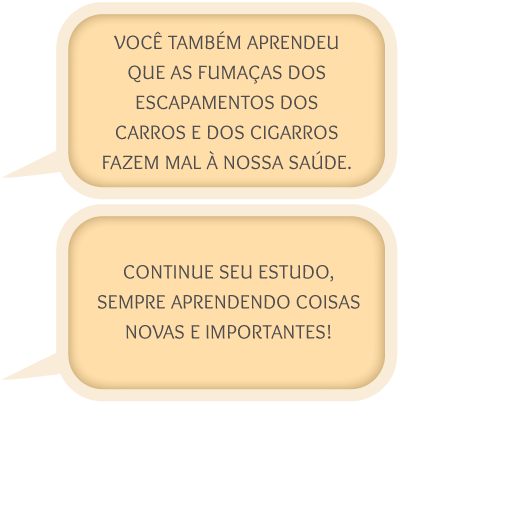 VOCÊ TAMBÉM APRENDEU
QUE AS FUMAÇAS DOS
ESCAPAMENTOS DOS
CARROS E DOS CIGARROS
FAZEM MAL À NOSSA SAÚDE.
CONTINUE SEU ESTUDO,
SEMPRE APRENDENDO COISAS
NOVAS E IMPORTANTES!